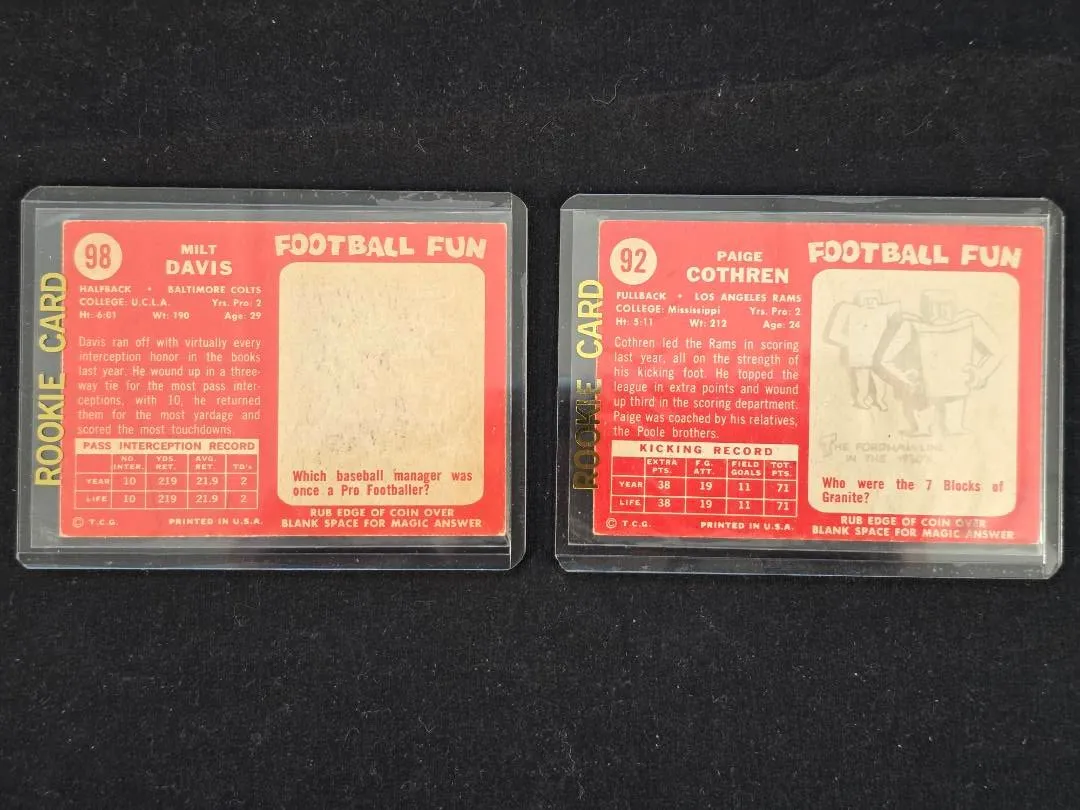 ROOKIE CARD
98
MILT
DAVIS
HALFBACK • BALTIMORE COLTS
COLLEGE: U.C.L.A. Yrs. Pro: 2
Ht: 6:01 Wt: 190 Age: 29
Davis ran off with virtually every
interception honor in the books
last year. He wound up in a three-
way tie for the most pass inter-
ceptions, with 10, he returned
them for the most yardage and
scored the most touchdowns.
PASS INTERCEPTION RECORD
NO. INTER. YDS. RET. AVG. RET. TD's
YEAR 10 219 21.9 2
LIFE 10 219 21.9 2
© T.C.G. PRINTED IN U.S.A.
FOOTBALL FUN
Which baseball manager was
once a Pro Footballer?
RUB EDGE OF COIN OVER
BLANK SPACE FOR MAGIC ANSWER
ROOKIE CARD
92
PAIGE
COTHREN
FULLBACK • LOS ANGELES RAMS
COLLEGE: Mississippi Yrs. Pro: 2
Ht: 5:11 Wt: 212 Age: 24
Cothren led the Rams in scoring
last year, all on the strength of
his kicking foot. He topped the
league in extra points and wound
up third in the scoring department.
Paige was coached by his relatives,
the Poole brothers.
KICKING RECORD
EXTRA PTS. F.G. ATT. FIELD GOALS TOT. PTS.
YEAR 38 19 11 71
LIFE 38 19 11 71
© T.C.G. PRINTED IN U.S.A.
FOOTBALL FUN
THE FORDHAM LINE
IN THE 1930'S
Who were the 7 Blocks of
Granite?
RUB EDGE OF COIN OVER
BLANK SPACE FOR MAGIC ANSWER